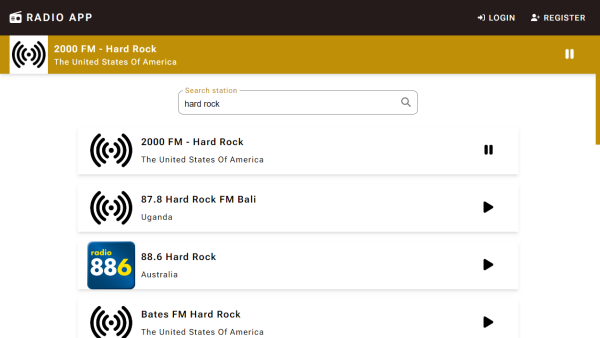 RADIO APP
LOGIN
REGISTER
2000 FM - Hard Rock
The United States Of America
Search station
hard rock
2000 FM - Hard Rock
The United States Of America
87.8 Hard Rock FM Bali
Uganda
radio
886
88.6 Hard Rock
Australia
Bates FM Hard Rock
The United States Of America